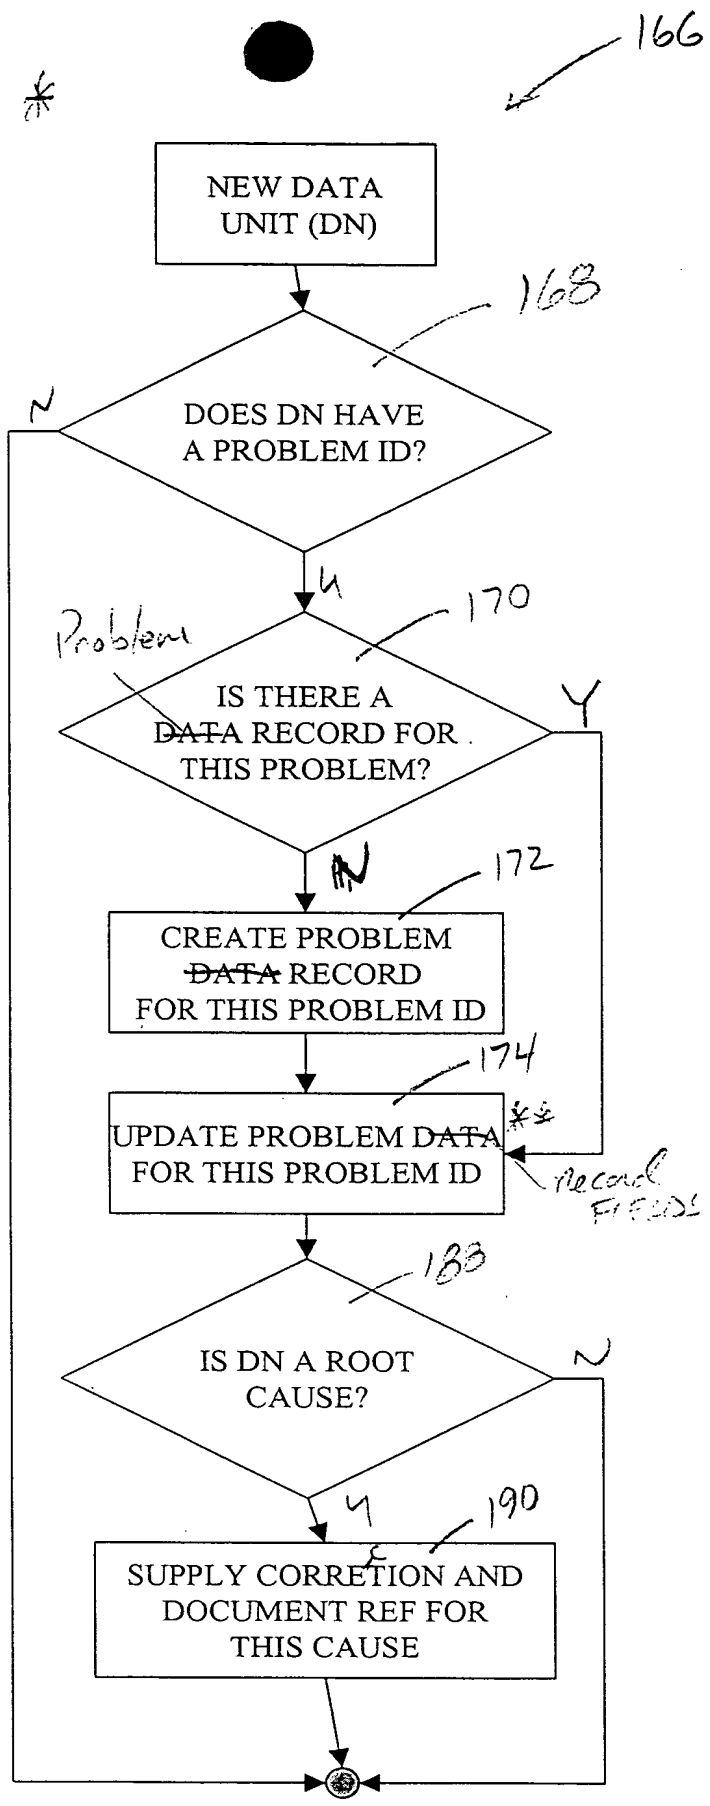 166
*
NEW DATA
UNIT (DN)
168
N
DOES DN HAVE
A PROBLEM ID?
y
170
Problem
IS THERE A
Y
DATA RECORD FOR
THIS PROBLEM?
N
172
CREATE PROBLEM
DATA RECORD
FOR THIS PROBLEM ID
174
**
UPDATE PROBLEM DATA
FOR THIS PROBLEM ID
record
FIELDS
188
N
IS DN A ROOT
CAUSE?
y
190
c
SUPPLY CORRETION AND
DOCUMENT REF FOR
THIS CAUSE